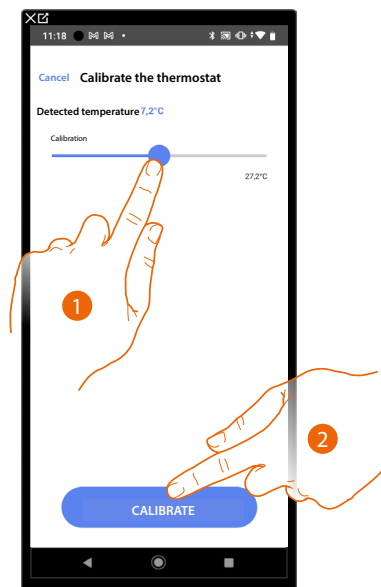 11:18
Cancel Calibrate the thermostat
Detected temperature 7,2°C
Calibration
27,2°C
1
2
CALIBRATE